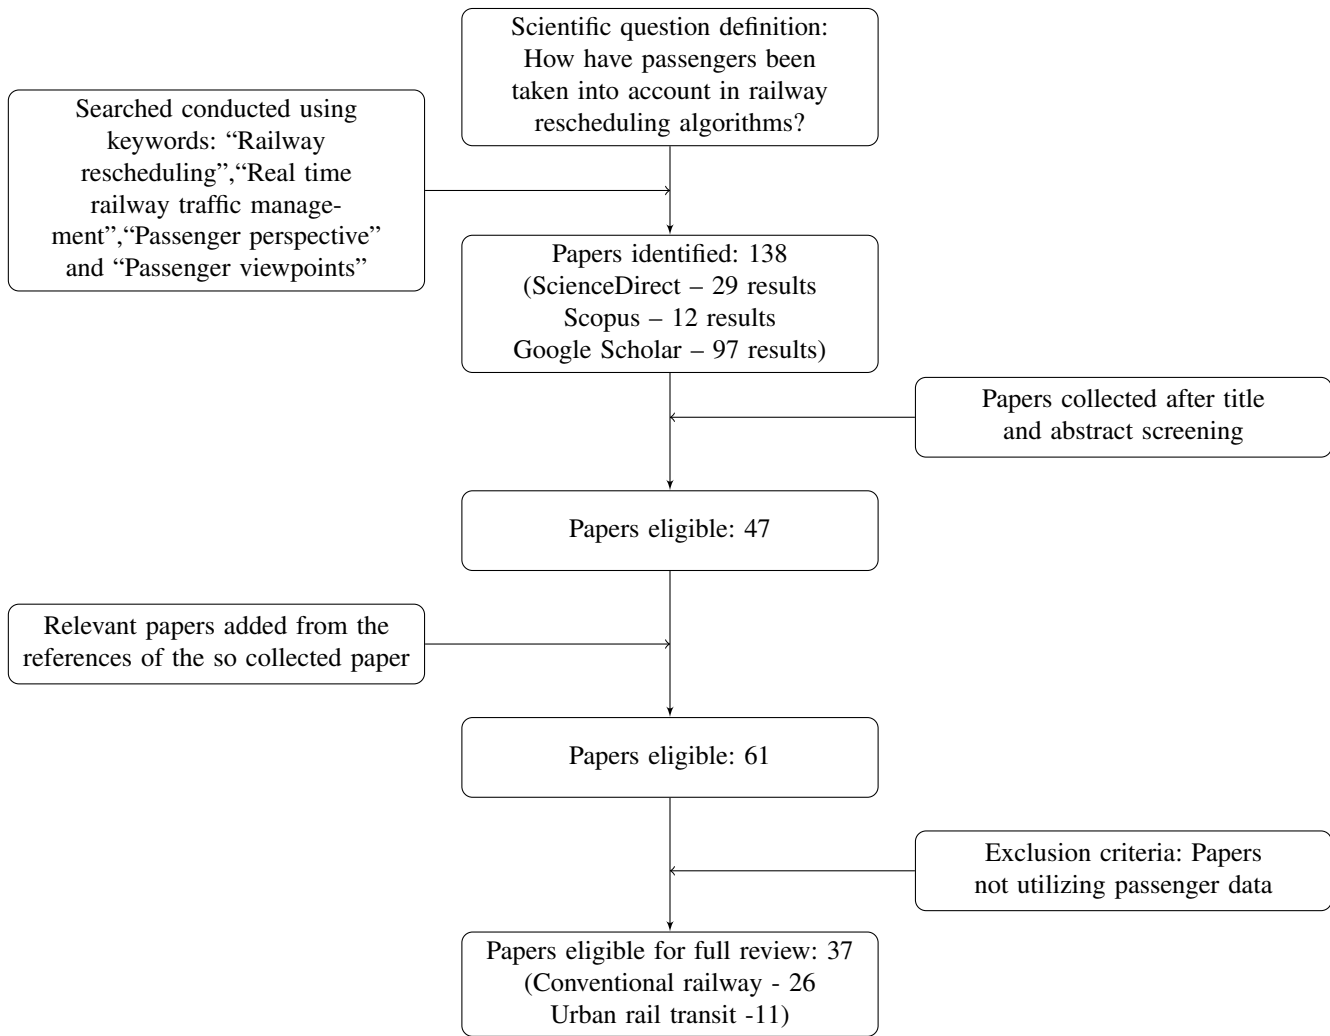 Scientific question definition:
How have passengers been
taken into account in railway
rescheduling algorithms?
Searched conducted using
keywords: “Railway
rescheduling”,“Real time
railway traffic manage-
ment”,“Passenger perspective”
and “Passenger viewpoints”
Papers identified: 138
(ScienceDirect – 29 results
Scopus – 12 results
Google Scholar – 97 results)
Papers collected after title
and abstract screening
Papers eligible: 47
Relevant papers added from the
references of the so collected paper
Papers eligible: 61
Exclusion criteria: Papers
not utilizing passenger data
Papers eligible for full review: 37
(Conventional railway - 26
Urban rail transit -11)